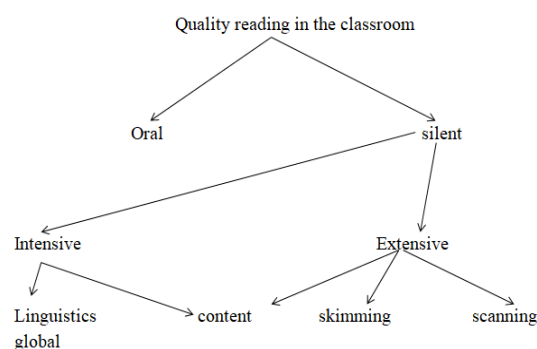 Quality reading in the classroom
Oral silent
Intensive Extensive
Linguistics content skimming scanning
global